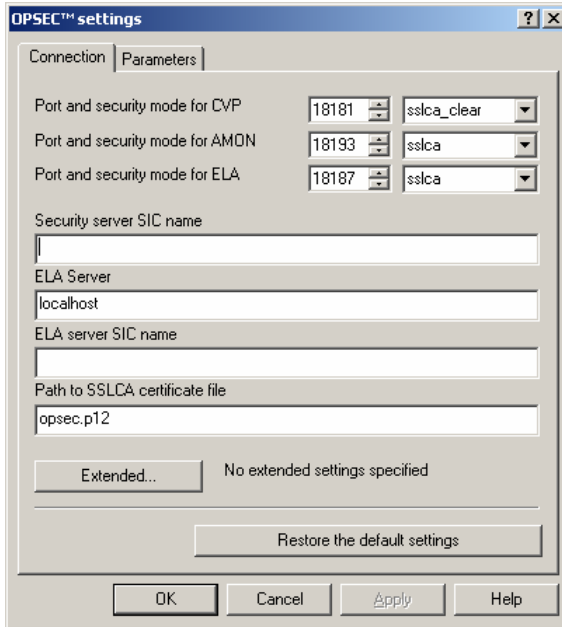 OPSEC™ settings
Connection Parameters
Port and security mode for CVP 18181 sslca_clear
Port and security mode for AMON 18193 sslca
Port and security mode for ELA 18187 sslca
Security server SIC name
ELA Server
localhost
ELA server SIC name
Path to SSLCA certificate file
opsec.p12
Extended... No extended settings specified
Restore the default settings
OK Cancel Apply Help